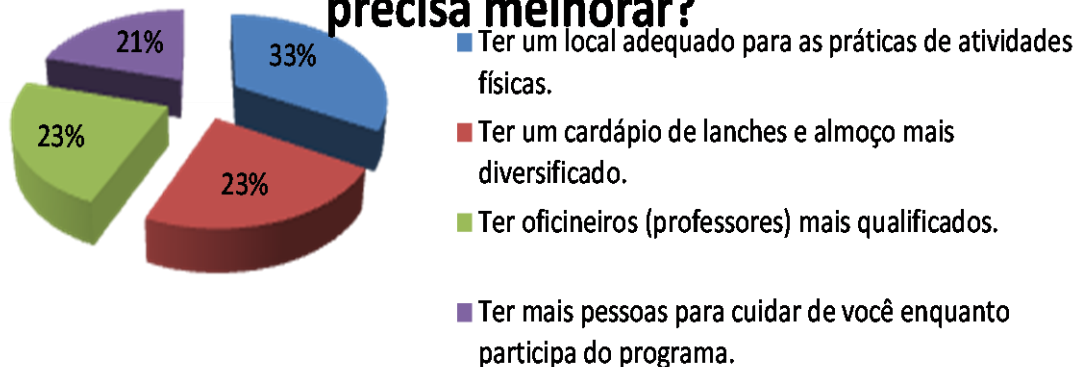 precisa melhorar?
21%
33%
23%
23%
Ter um local adequado para as práticas de atividades
físicas.
Ter um cardápio de lanches e almoço mais
diversificado.
Ter oficineiros (professores) mais qualificados.
Ter mais pessoas para cuidar de você enquanto
participa do programa.